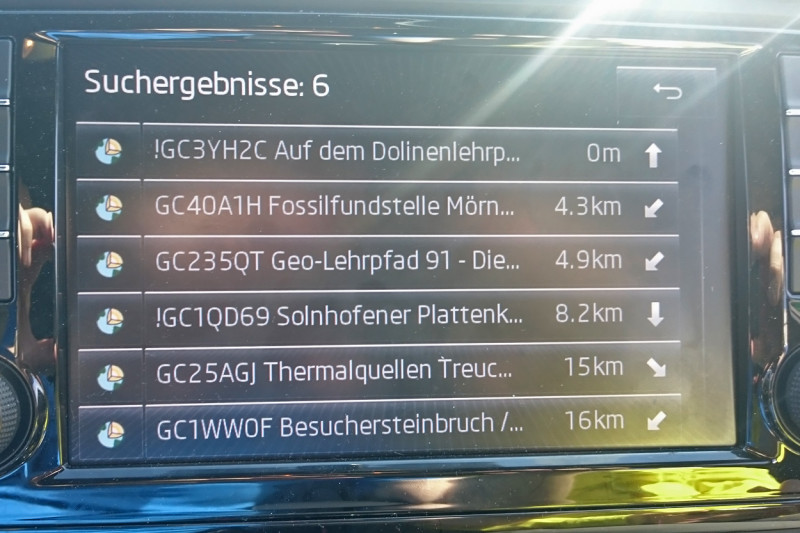 Suchergebnisse: 6
!GC3YH2C Auf dem Dolinenlehrp... 0m
GC40A1H Fossilfundstelle Mörn... 4.3km
GC235QT Geo-Lehrpfad 91 - Die... 4.9km
!GC1QD69 Solnhofener Plattenk... 8.2km
GC25AGJ Thermalquellen Treuc... 15km
GC1WW0F Besuchersteinbruch /... 16km